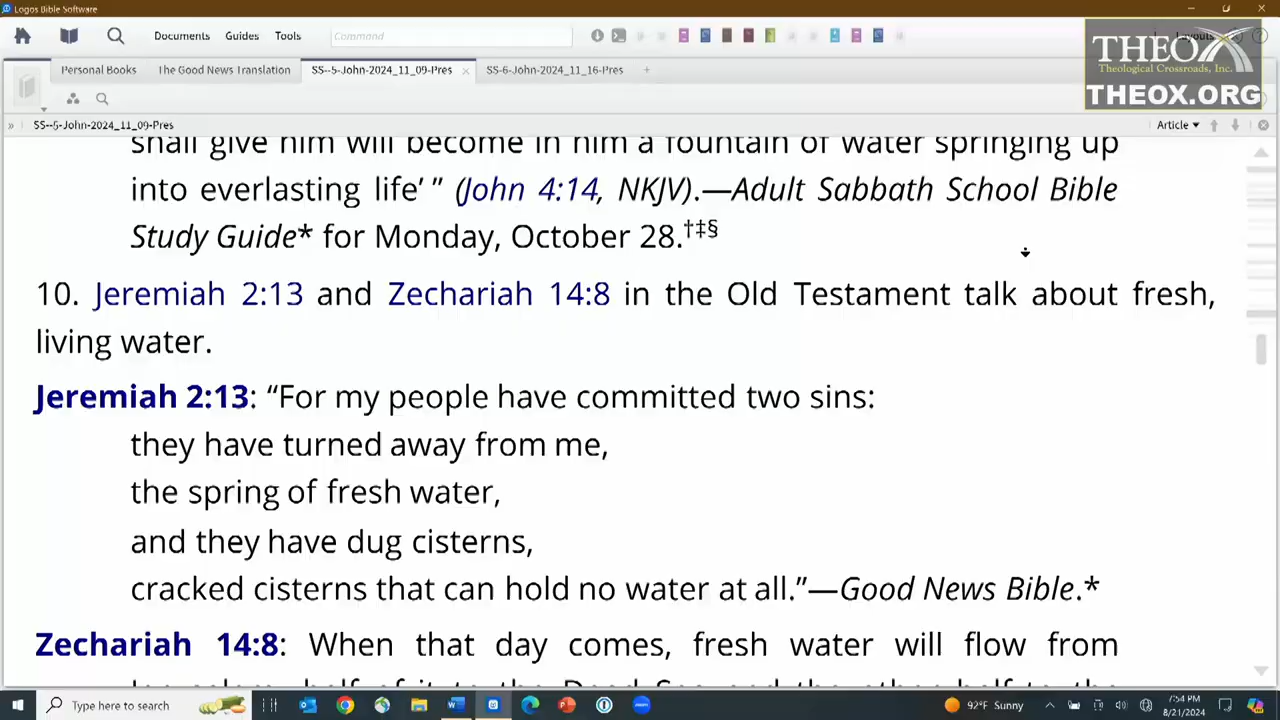 Logos Bible Software
Documents Guides Tools Command
THEOX
Theological Crossroads, Inc.
THEOX.ORG
Personal Books The Good News Translation SS--5-John-2024_11_09-Pres SS-6-John-2024_11_16-Pres
SS--5-John-2024_11_09-Pres Article
shall give him will become in him a fountain of water springing up
into everlasting life’ ” (John 4:14, NKJV).—Adult Sabbath School Bible
Study Guide* for Monday, October 28.†‡§
10. Jeremiah 2:13 and Zechariah 14:8 in the Old Testament talk about fresh,
living water.
Jeremiah 2:13: “For my people have committed two sins:
they have turned away from me,
the spring of fresh water,
and they have dug cisterns,
cracked cisterns that can hold no water at all.”—Good News Bible.*
Zechariah 14:8: When that day comes, fresh water will flow from
Type here to search
92°F Sunny
7:54 PM
8/21/2024